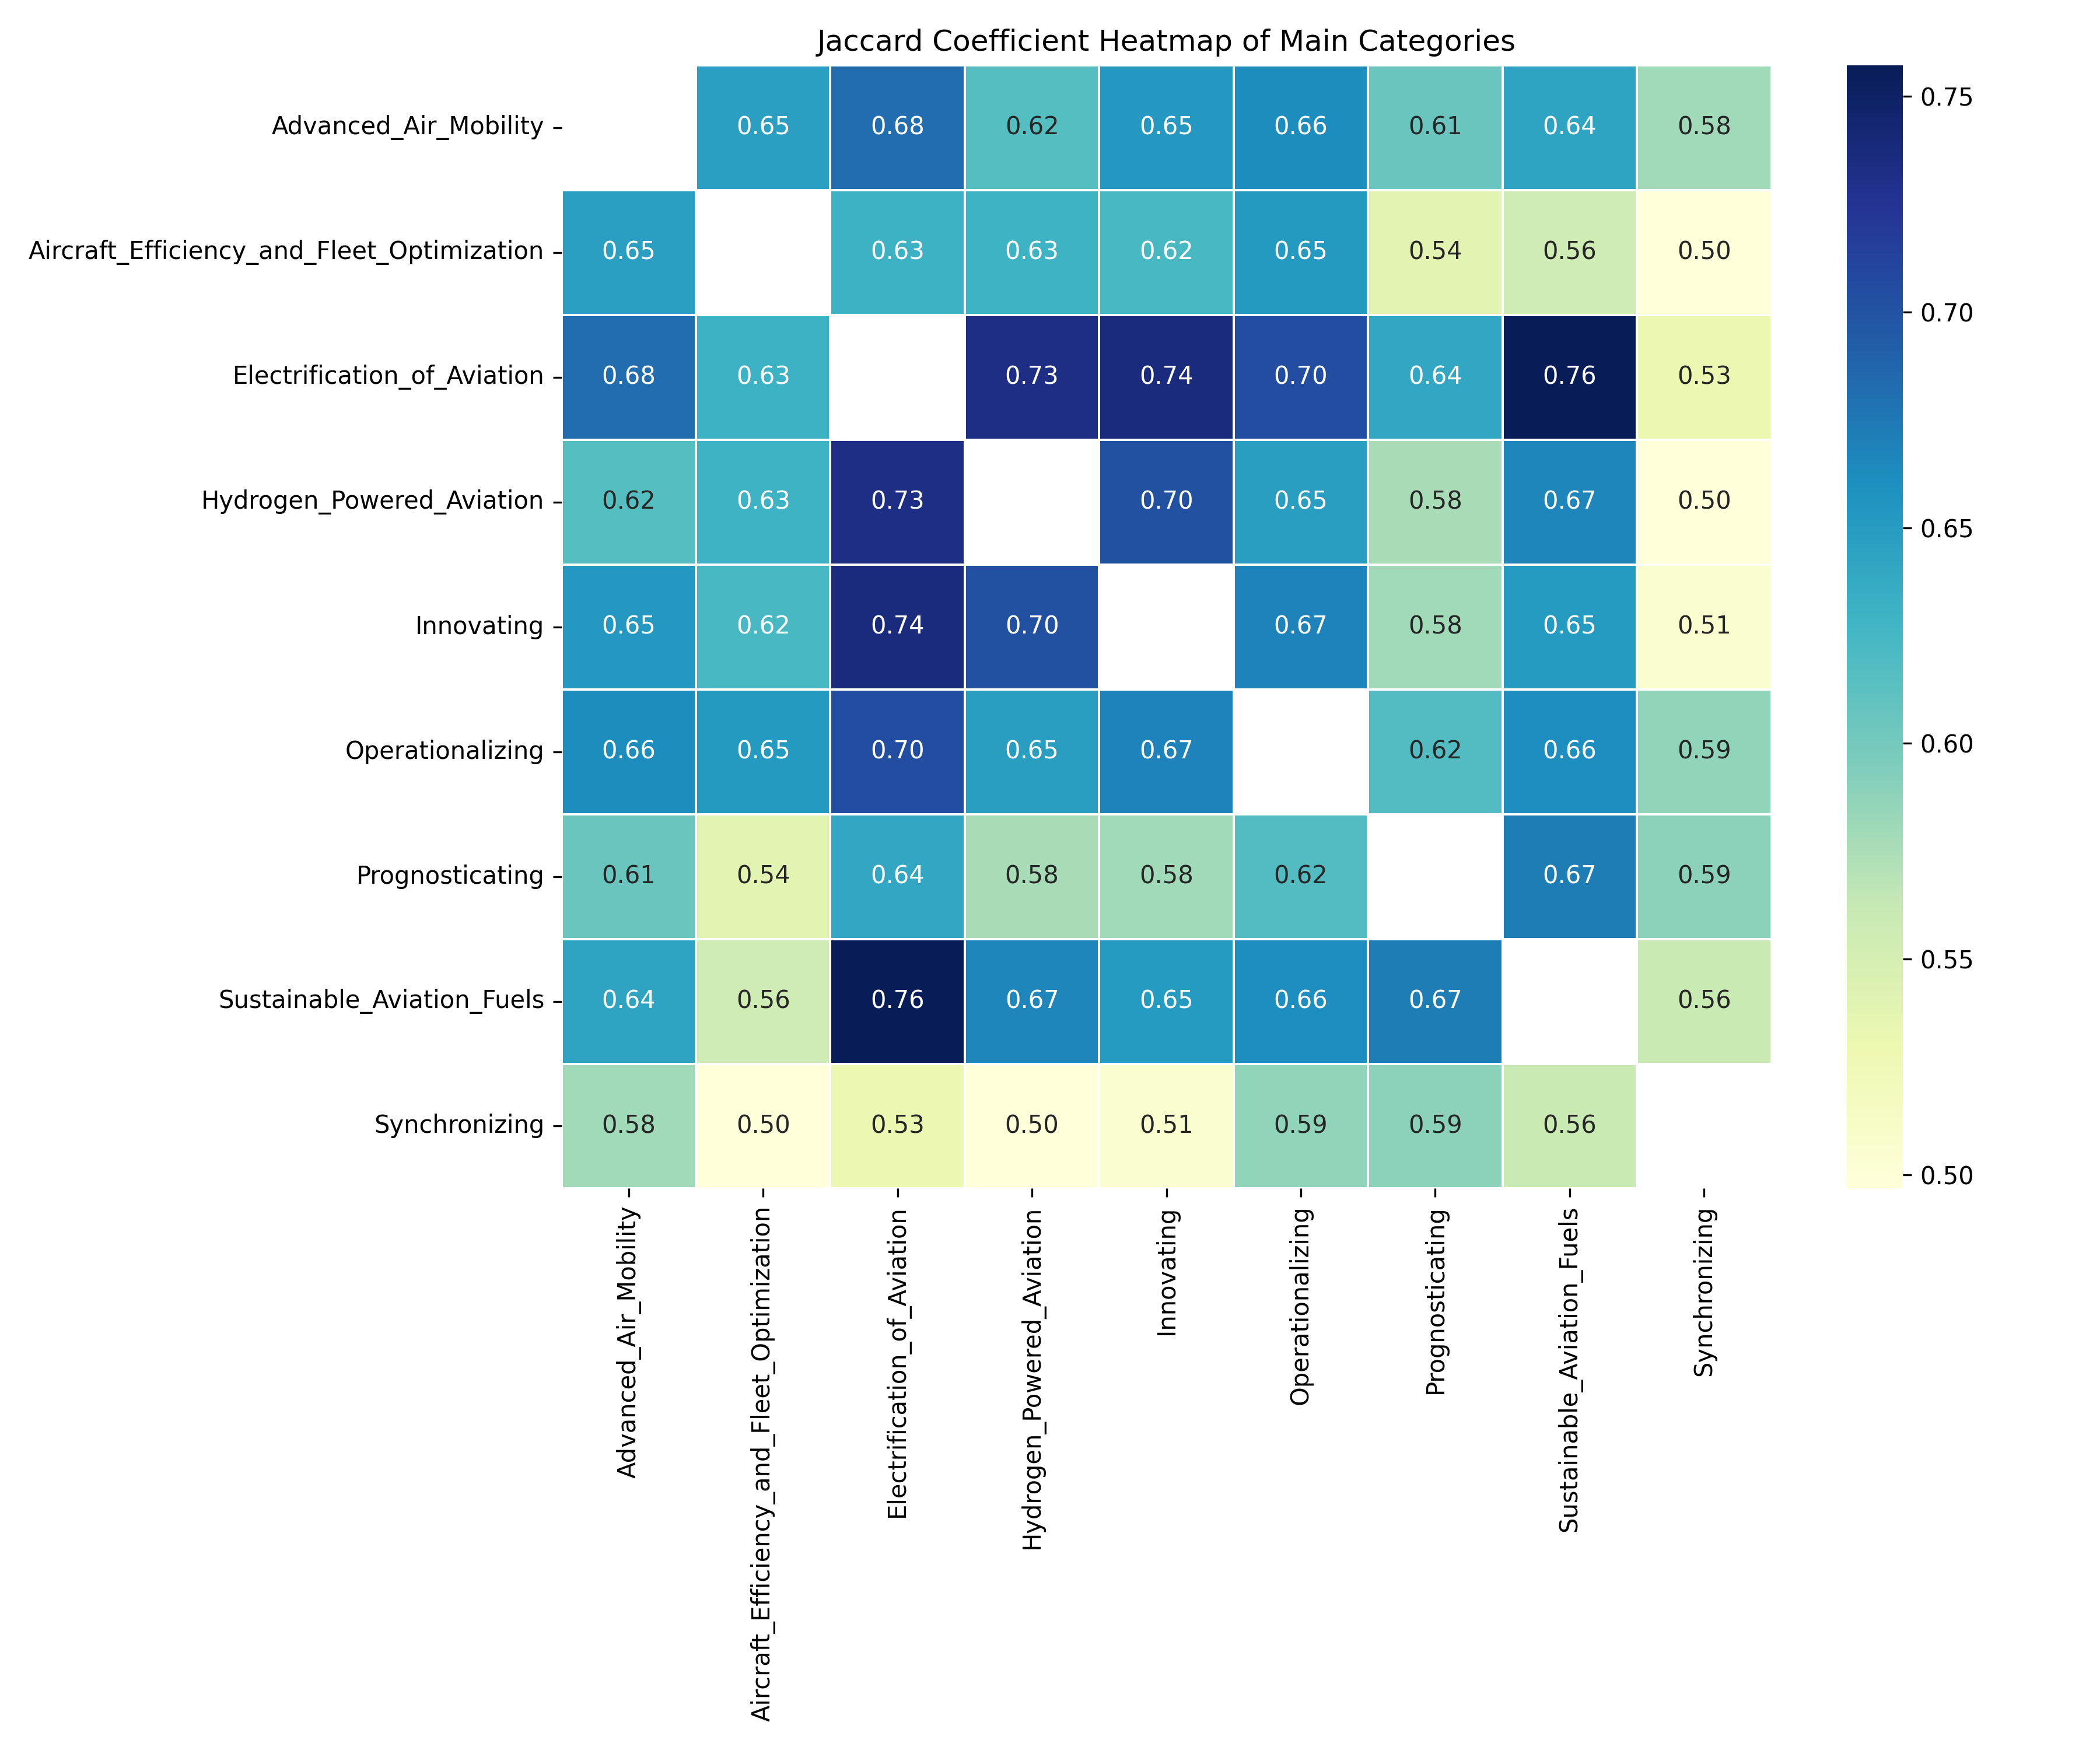 Jaccard Coefficient Heatmap of Main Categories
Advanced_Air_Mobility 0.65 0.68 0.62 0.65 0.66 0.61 0.64 0.58
Aircraft_Efficiency_and_Fleet_Optimization 0.65 0.63 0.63 0.62 0.65 0.54 0.56 0.50
Electrification_of_Aviation 0.68 0.63 0.73 0.74 0.70 0.64 0.76 0.53
Hydrogen_Powered_Aviation 0.62 0.63 0.73 0.70 0.65 0.58 0.67 0.50
Innovating 0.65 0.62 0.74 0.70 0.67 0.58 0.65 0.51
Operationalizing 0.66 0.65 0.70 0.65 0.67 0.62 0.66 0.59
Prognosticating 0.61 0.54 0.64 0.58 0.58 0.62 0.67 0.59
Sustainable_Aviation_Fuels 0.64 0.56 0.76 0.67 0.65 0.66 0.67 0.56
Synchronizing 0.58 0.50 0.53 0.50 0.51 0.59 0.59 0.56
Advanced_Air_Mobility
Aircraft_Efficiency_and_Fleet_Optimization
Electrification_of_Aviation
Hydrogen_Powered_Aviation
Innovating
Operationalizing
Prognosticating
Sustainable_Aviation_Fuels
Synchronizing
0.75
0.70
0.65
0.60
0.55
0.50